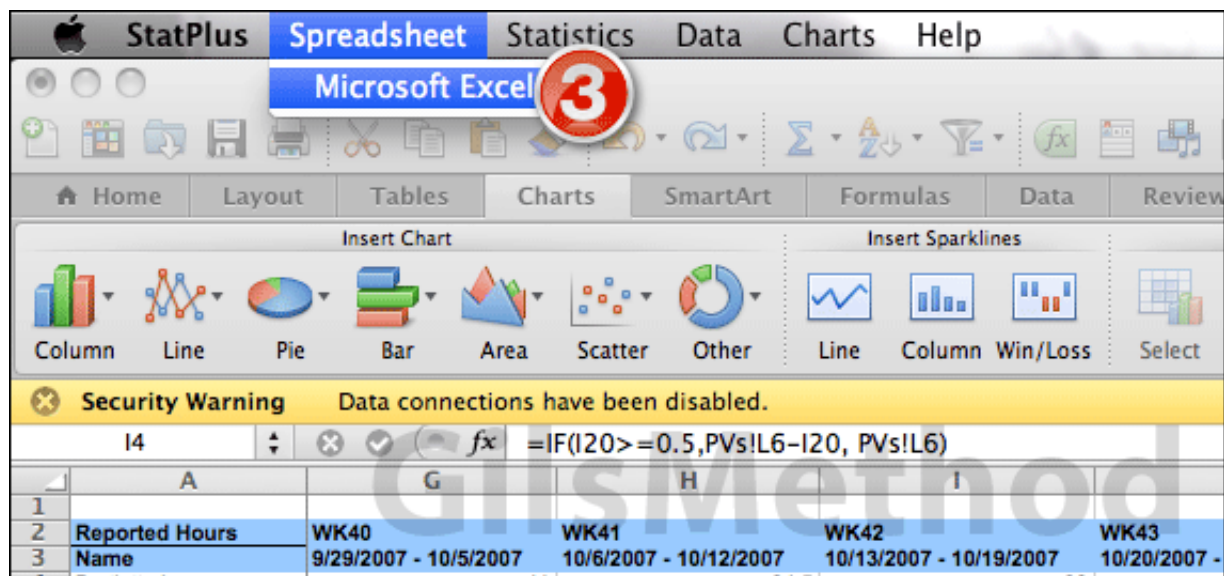 StatPlus Spreadsheet Statistics Data Charts Help
Microsoft Excel
3
Home Layout Tables Charts SmartArt Formulas Data Review
Insert Chart Insert Sparklines
Column Line Pie Bar Area Scatter Other Line Column Win/Loss Select
Security Warning Data connections have been disabled.
I4 fx =IF(I20>=0.5,PVs!L6-I20, PVs!L6)
GilsMethod
A G H I
1
2 Reported Hours WK40 WK41 WK42 WK43
3 Name 9/29/2007 - 10/5/2007 10/6/2007 - 10/12/2007 10/13/2007 - 10/19/2007 10/20/2007 -